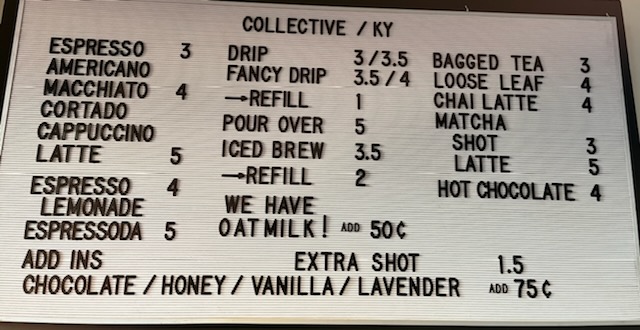 COLLECTIVE / KY
ESPRESSO 3
AMERICANO
MACCHIATO 4
CORTADO
CAPPUCCINO
LATTE 5
ESPRESSO 4
LEMONADE
ESPRESSODA 5
DRIP 3/3.5
FANCY DRIP 3.5/4
→REFILL 1
POUR OVER 5
ICED BREW 3.5
→REFILL 2
WE HAVE
OATMILK! ADD 50¢
BAGGED TEA 3
LOOSE LEAF 4
CHAI LATTE 4
MATCHA
SHOT 3
LATTE 5
HOT CHOCOLATE 4
ADD INS EXTRA SHOT 1.5
CHOCOLATE / HONEY / VANILLA / LAVENDER ADD 75¢